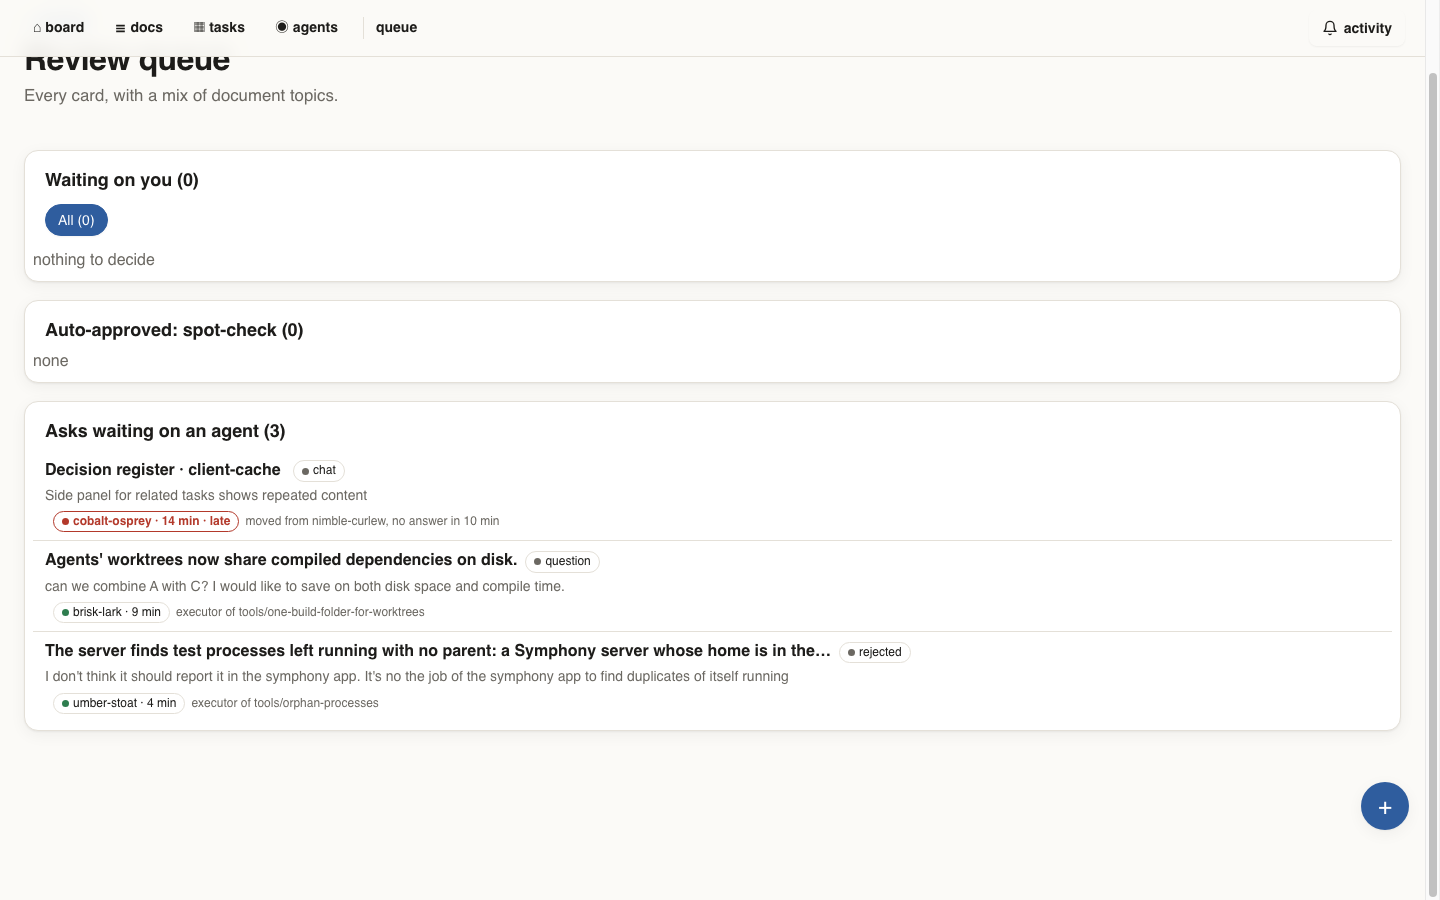 board docs tasks agents queue activity
Review queue
Every card, with a mix of document topics.
Waiting on you (0)
All (0)
nothing to decide
Auto-approved: spot-check (0)
none
Asks waiting on an agent (3)
Decision register · client-cache chat
Side panel for related tasks shows repeated content
cobalt-osprey · 14 min · late moved from nimble-curlew, no answer in 10 min
Agents' worktrees now share compiled dependencies on disk. question
can we combine A with C? I would like to save on both disk space and compile time.
brisk-lark · 9 min executor of tools/one-build-folder-for-worktrees
The server finds test processes left running with no parent: a Symphony server whose home is in the… rejected
I don't think it should report it in the symphony app. It's no the job of the symphony app to find duplicates of itself running
umber-stoat · 4 min executor of tools/orphan-processes
+